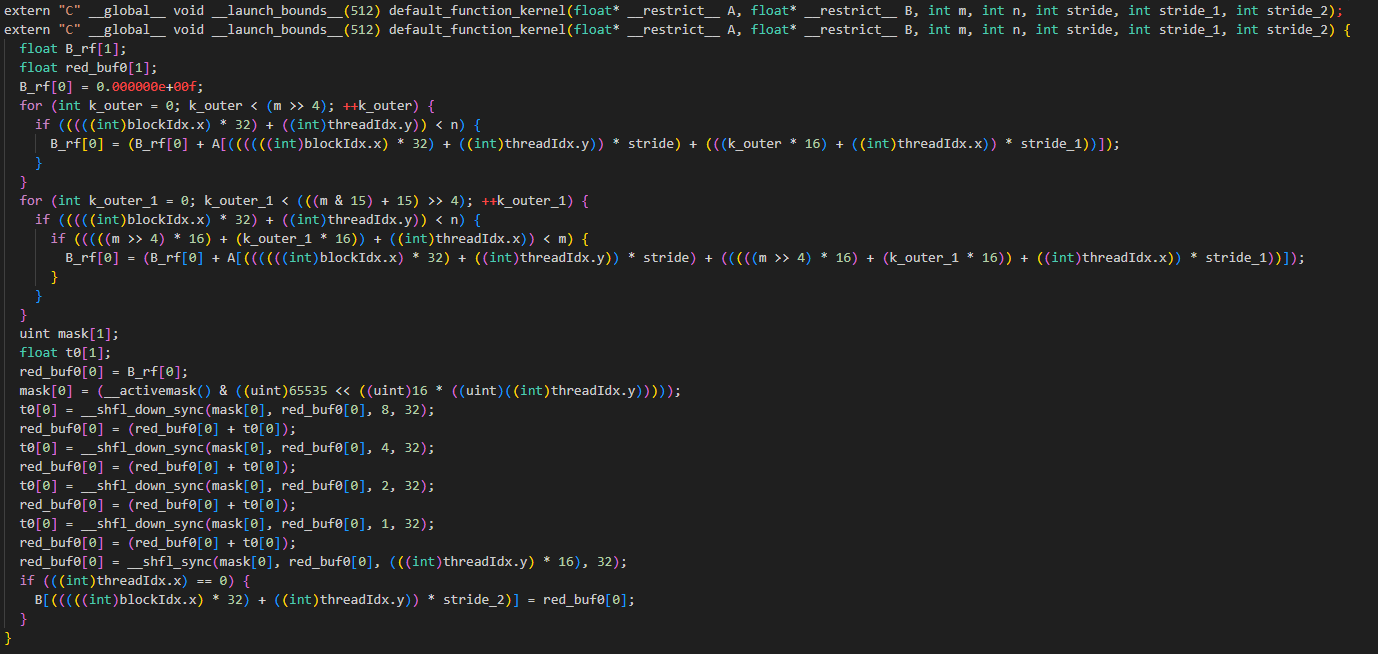 extern "C" __global__ void __launch_bounds__(512) default_function_kernel(float* __restrict__ A, float* __restrict__ B, int m, int n, int stride, int stride_1, int stride_2);
extern "C" __global__ void __launch_bounds__(512) default_function_kernel(float* __restrict__ A, float* __restrict__ B, int m, int n, int stride, int stride_1, int stride_2) {
  float B_rf[1];
  float red_buf0[1];
  B_rf[0] = 0.000000e+00f;
  for (int k_outer = 0; k_outer < (m >> 4); ++k_outer) {
    if (((((int)blockIdx.x) * 32) + ((int)threadIdx.y)) < n) {
      B_rf[0] = (B_rf[0] + A[((((((int)blockIdx.x) * 32) + ((int)threadIdx.y)) * stride) + (((k_outer * 16) + ((int)threadIdx.x)) * stride_1))]);
    }
  }
  for (int k_outer_1 = 0; k_outer_1 < (((m & 15) + 15) >> 4); ++k_outer_1) {
    if (((((int)blockIdx.x) * 32) + ((int)threadIdx.y)) < n) {
      if (((((m >> 4) * 16) + (k_outer_1 * 16)) + ((int)threadIdx.x)) < m) {
        B_rf[0] = (B_rf[0] + A[((((((int)blockIdx.x) * 32) + ((int)threadIdx.y)) * stride) + (((((m >> 4) * 16) + (k_outer_1 * 16)) + ((int)threadIdx.x)) * stride_1))]);
      }
    }
  }
  uint mask[1];
  float t0[1];
  red_buf0[0] = B_rf[0];
  mask[0] = (__activemask() & ((uint)65535 << ((uint)16 * ((uint)((int)threadIdx.y)))));
  t0[0] = __shfl_down_sync(mask[0], red_buf0[0], 8, 32);
  red_buf0[0] = (red_buf0[0] + t0[0]);
  t0[0] = __shfl_down_sync(mask[0], red_buf0[0], 4, 32);
  red_buf0[0] = (red_buf0[0] + t0[0]);
  t0[0] = __shfl_down_sync(mask[0], red_buf0[0], 2, 32);
  red_buf0[0] = (red_buf0[0] + t0[0]);
  t0[0] = __shfl_down_sync(mask[0], red_buf0[0], 1, 32);
  red_buf0[0] = (red_buf0[0] + t0[0]);
  red_buf0[0] = __shfl_sync(mask[0], red_buf0[0], (((int)threadIdx.y) * 16), 32);
  if (((int)threadIdx.x) == 0) {
    B[(((((int)blockIdx.x) * 32) + ((int)threadIdx.y)) * stride_2)] = red_buf0[0];
  }
}